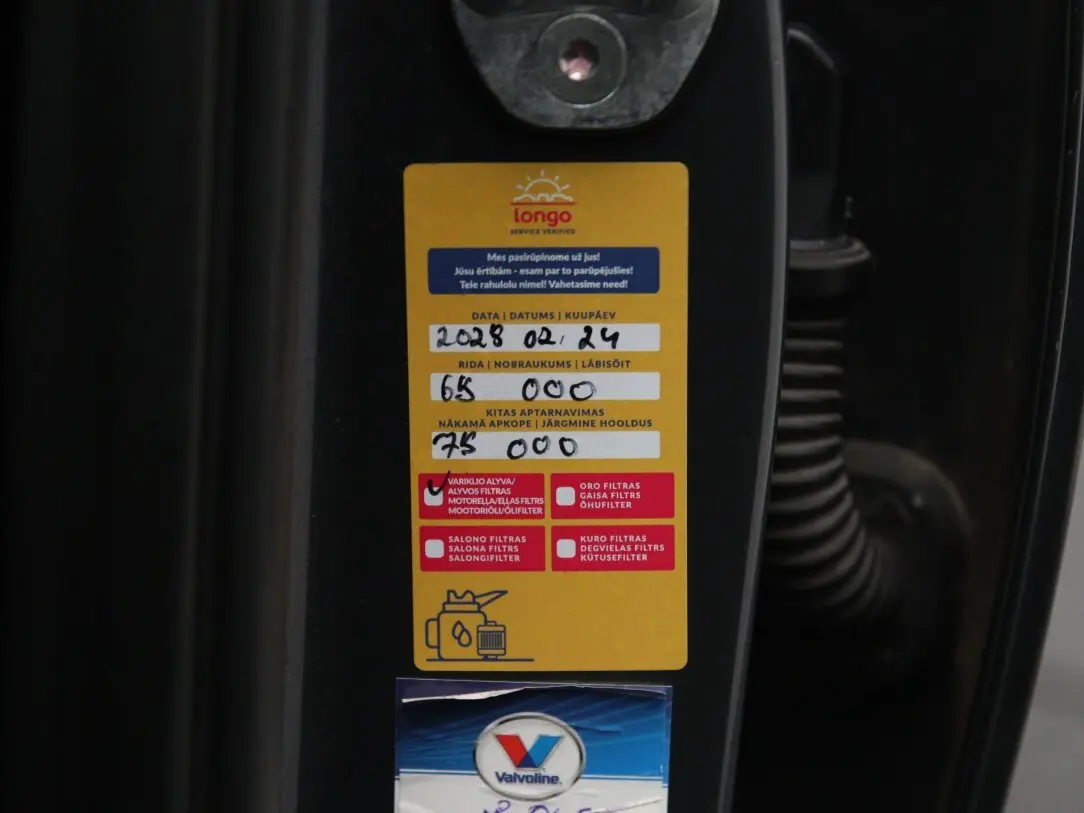 longo
SERVICE VERIFIED
Mes pasirūpinome už jus!
Jūsu ērtībām - esam par to parūpējušies!
Teie rahulolu nimel! Vahetasime need!
DATA | DATUMS | KUUPÄEV
2028 02. 24
RIDA | NOBRAUKUMS | LÄBISÕIT
65 000
KITAS APTARNAVIMAS
NĀKAMĀ APKOPE | JÄRGMINE HOOLDUS
75 000
VARIKLIO ALYVA/
ALYVOS FILTRAS
MOTOREĻĻA/EĻĻAS FILTRS
MOOTORIÕLI/ÕLIFILTER
ORO FILTRAS
GAISA FILTRS
ÕHUFILTER
SALONO FILTRAS
SALONA FILTRS
SALONGIFILTER
KURO FILTRAS
DEGVIELAS FILTRS
KÜTUSEFILTER
Valvoline